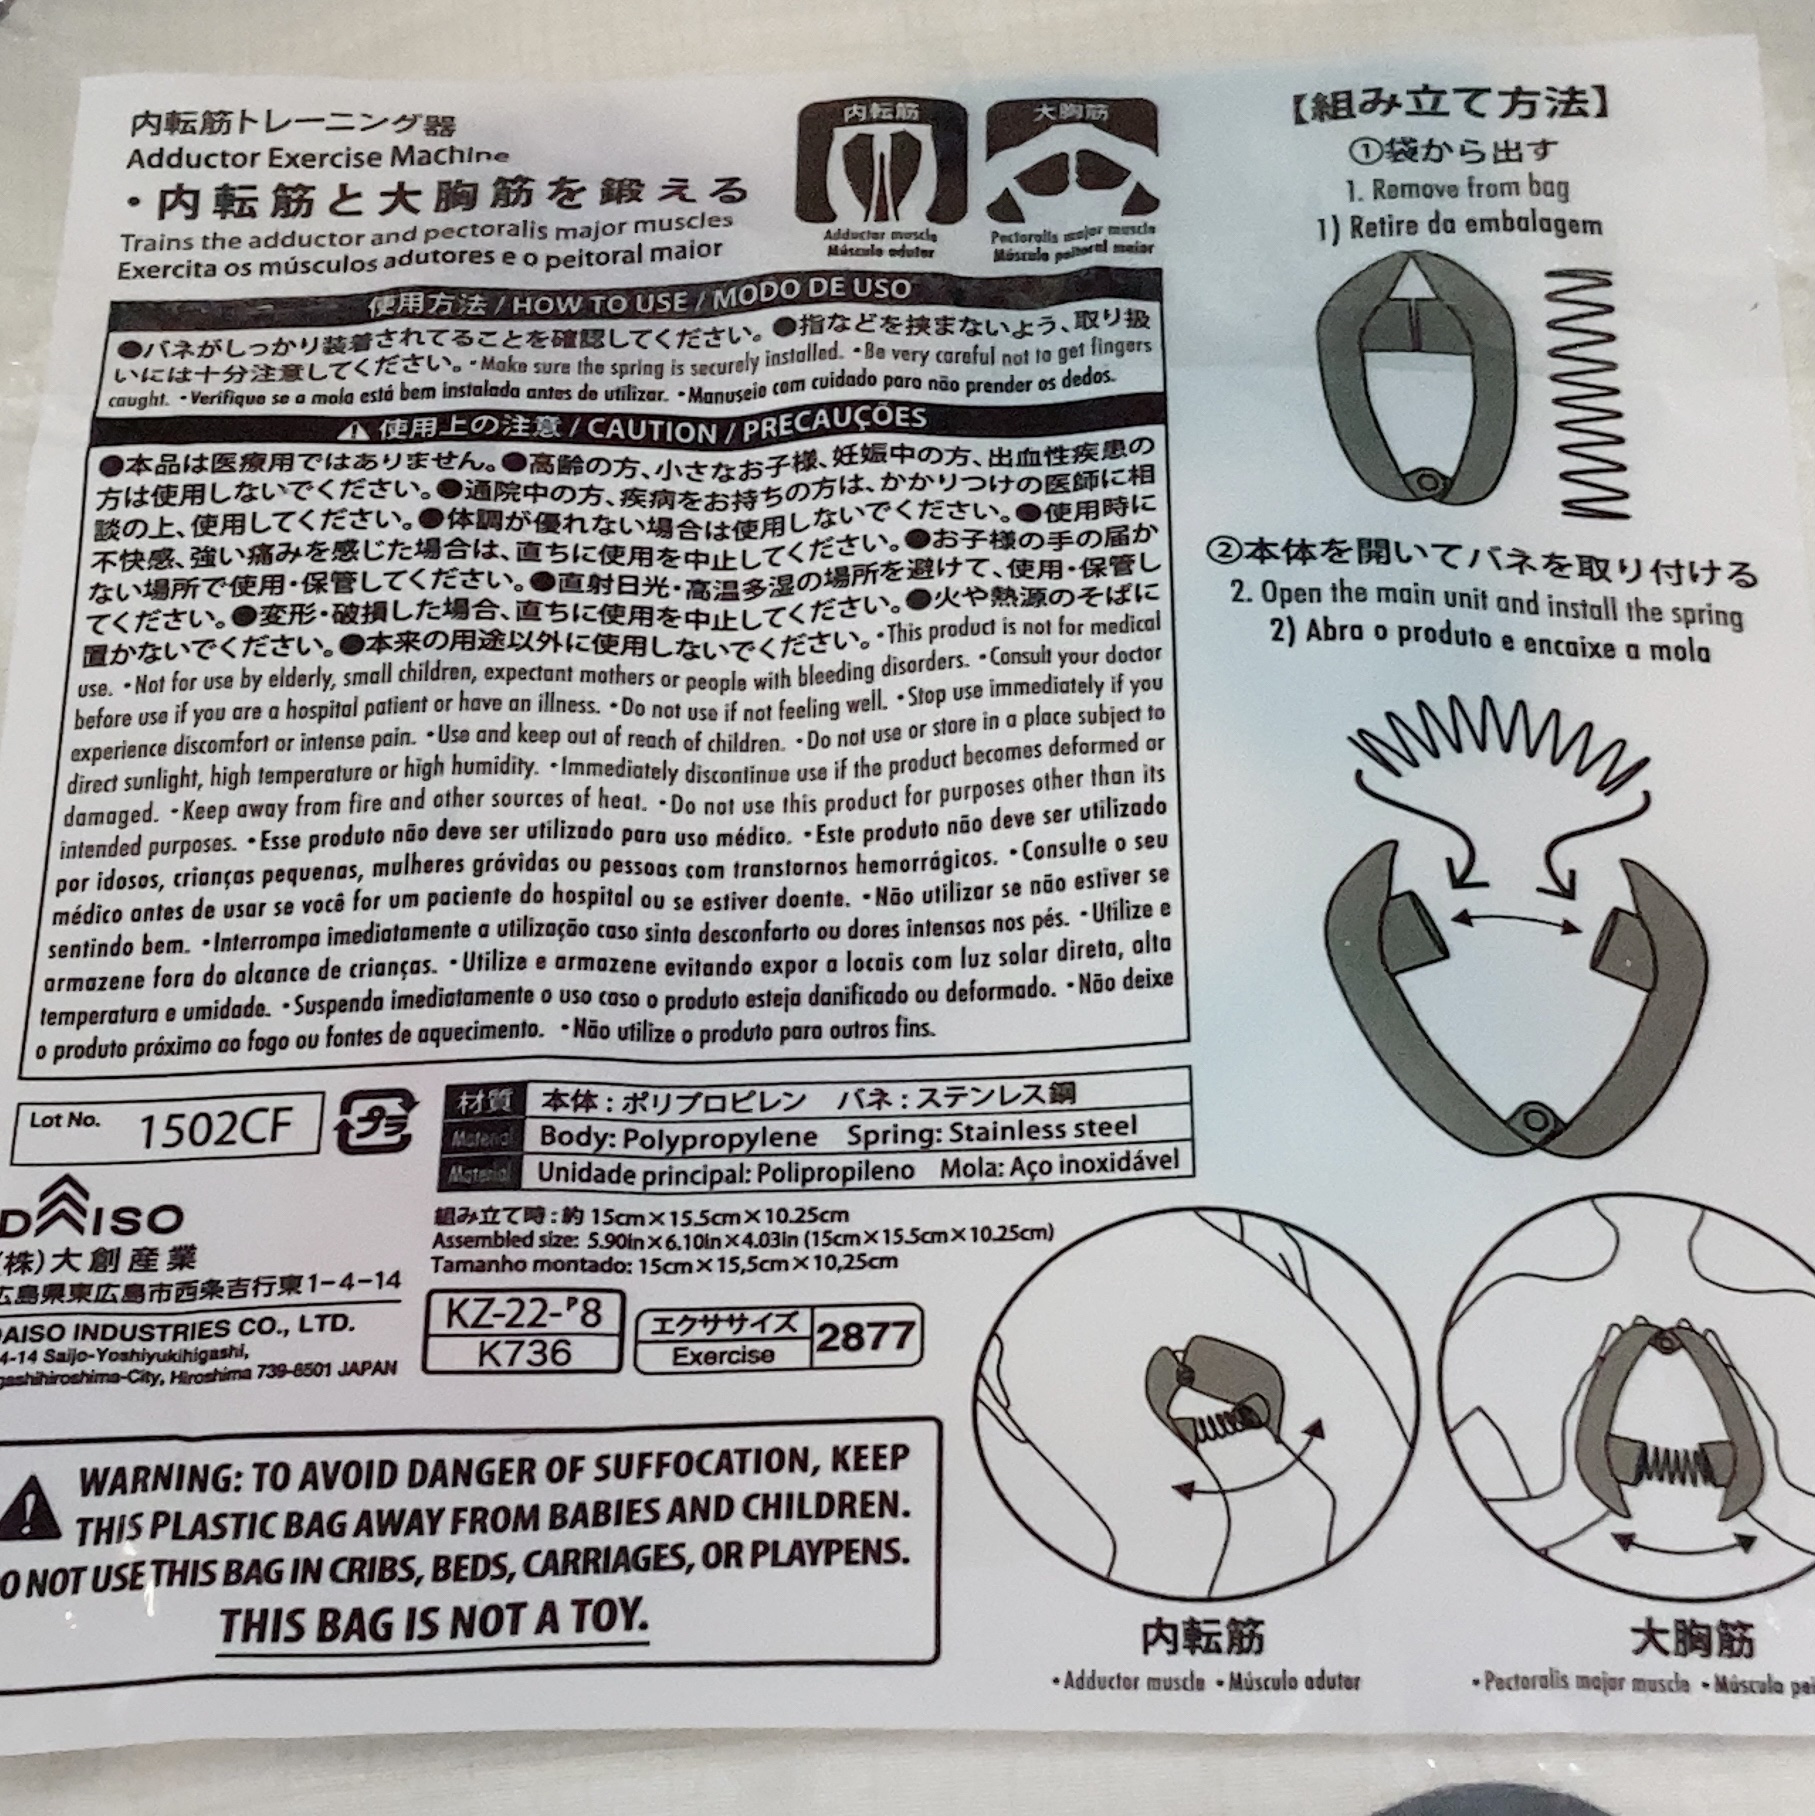 内転筋トレーニング器
Adductor Exercise Machine
・内転筋と大胸筋を鍛える
Trains the adductor and pectoralis major muscles
Exercita os músculos adutores e o peitoral maior
内転筋
Adductor muscle
Músculo adutor
大胸筋
Pectoralis major muscle
Músculo peitoral maior
使用方法 / HOW TO USE / MODO DE USO
●バネがしっかり装着されてることを確認してください。●指などを挟まないよう、取り扱
いには十分注意してください。・Make sure the spring is securely installed. ・Be very careful not to get fingers
caught. ・Verifique se a mola está bem instalada antes de utilizar. ・Manuseie com cuidado para não prender os dedos.
⚠ 使用上の注意 / CAUTION / PRECAUÇÕES
●本品は医療用ではありません。●高齢の方、小さなお子様、妊娠中の方、出血性疾患の
方は使用しないでください。●通院中の方、疾病をお持ちの方は、かかりつけの医師に相
談の上、使用してください。●体調が優れない場合は使用しないでください。●使用時に
不快感、強い痛みを感じた場合は、直ちに使用を中止してください。●お子様の手の届か
ない場所で使用・保管してください。●直射日光・高温多湿の場所を避けて、使用・保管し
てください。●変形・破損した場合、直ちに使用を中止してください。●火や熱源のそばに
置かないでください。●本来の用途以外に使用しないでください。・This product is not for medical
use. ・Not for use by elderly, small children, expectant mothers or people with bleeding disorders. ・Consult your doctor
before use if you are a hospital patient or have an illness. ・Do not use if not feeling well. ・Stop use immediately if you
experience discomfort or intense pain. ・Use and keep out of reach of children. ・Do not use or store in a place subject to
direct sunlight, high temperature or high humidity. ・Immediately discontinue use if the product becomes deformed or
damaged. ・Keep away from fire and other sources of heat. ・Do not use this product for purposes other than its
intended purposes. ・Esse produto não deve ser utilizado para uso médico. ・Este produto não deve ser utilizado
por idosos, crianças pequenas, mulheres grávidas ou pessoas com transtornos hemorrágicos. ・Consulte o seu
médico antes de usar se você for um paciente do hospital ou se estiver doente. ・Não utilizar se não estiver se
sentindo bem. ・Interrompa imediatamente a utilização caso sinta desconforto ou dores intensas nos pés. ・Utilize e
armazene fora do alcance de crianças. ・Utilize e armazene evitando expor a locais com luz solar direta, alta
temperatura e umidade. ・Suspenda imediatamente o uso caso o produto esteja danificado ou deformado. ・Não deixe
o produto próximo ao fogo ou fontes de aquecimento. ・Não utilize o produto para outros fins.
Lot No. 1502CF
プラ
材質 本体：ポリプロピレン バネ：ステンレス鋼
Material Body: Polypropylene Spring: Stainless steel
Material Unidade principal: Polipropileno Mola: Aço inoxidável
DAISO
(株)大創産業
広島県東広島市西条吉行東1-4-14
DAISO INDUSTRIES CO., LTD.
4-14 Saijo-Yoshiyukihigashi,
gashihiroshima-City, Hiroshima 739-8501 JAPAN
組み立て時：約 15cm×15.5cm×10.25cm
Assembled size: 5.90in×6.10in×4.03in (15cm×15.5cm×10.25cm)
Tamanho montado: 15cm×15,5cm×10,25cm
KZ-22-P8
K736
エクササイズ
Exercise
2877
WARNING: TO AVOID DANGER OF SUFFOCATION, KEEP
THIS PLASTIC BAG AWAY FROM BABIES AND CHILDREN.
O NOT USE THIS BAG IN CRIBS, BEDS, CARRIAGES, OR PLAYPENS.
THIS BAG IS NOT A TOY.
【組み立て方法】
①袋から出す
1. Remove from bag
1) Retire da embalagem
②本体を開いてバネを取り付ける
2. Open the main unit and install the spring
2) Abra o produto e encaixe a mola
内転筋
・Adductor muscle ・Músculo adutor
大胸筋
・Pectoralis major muscle ・Músculo pei